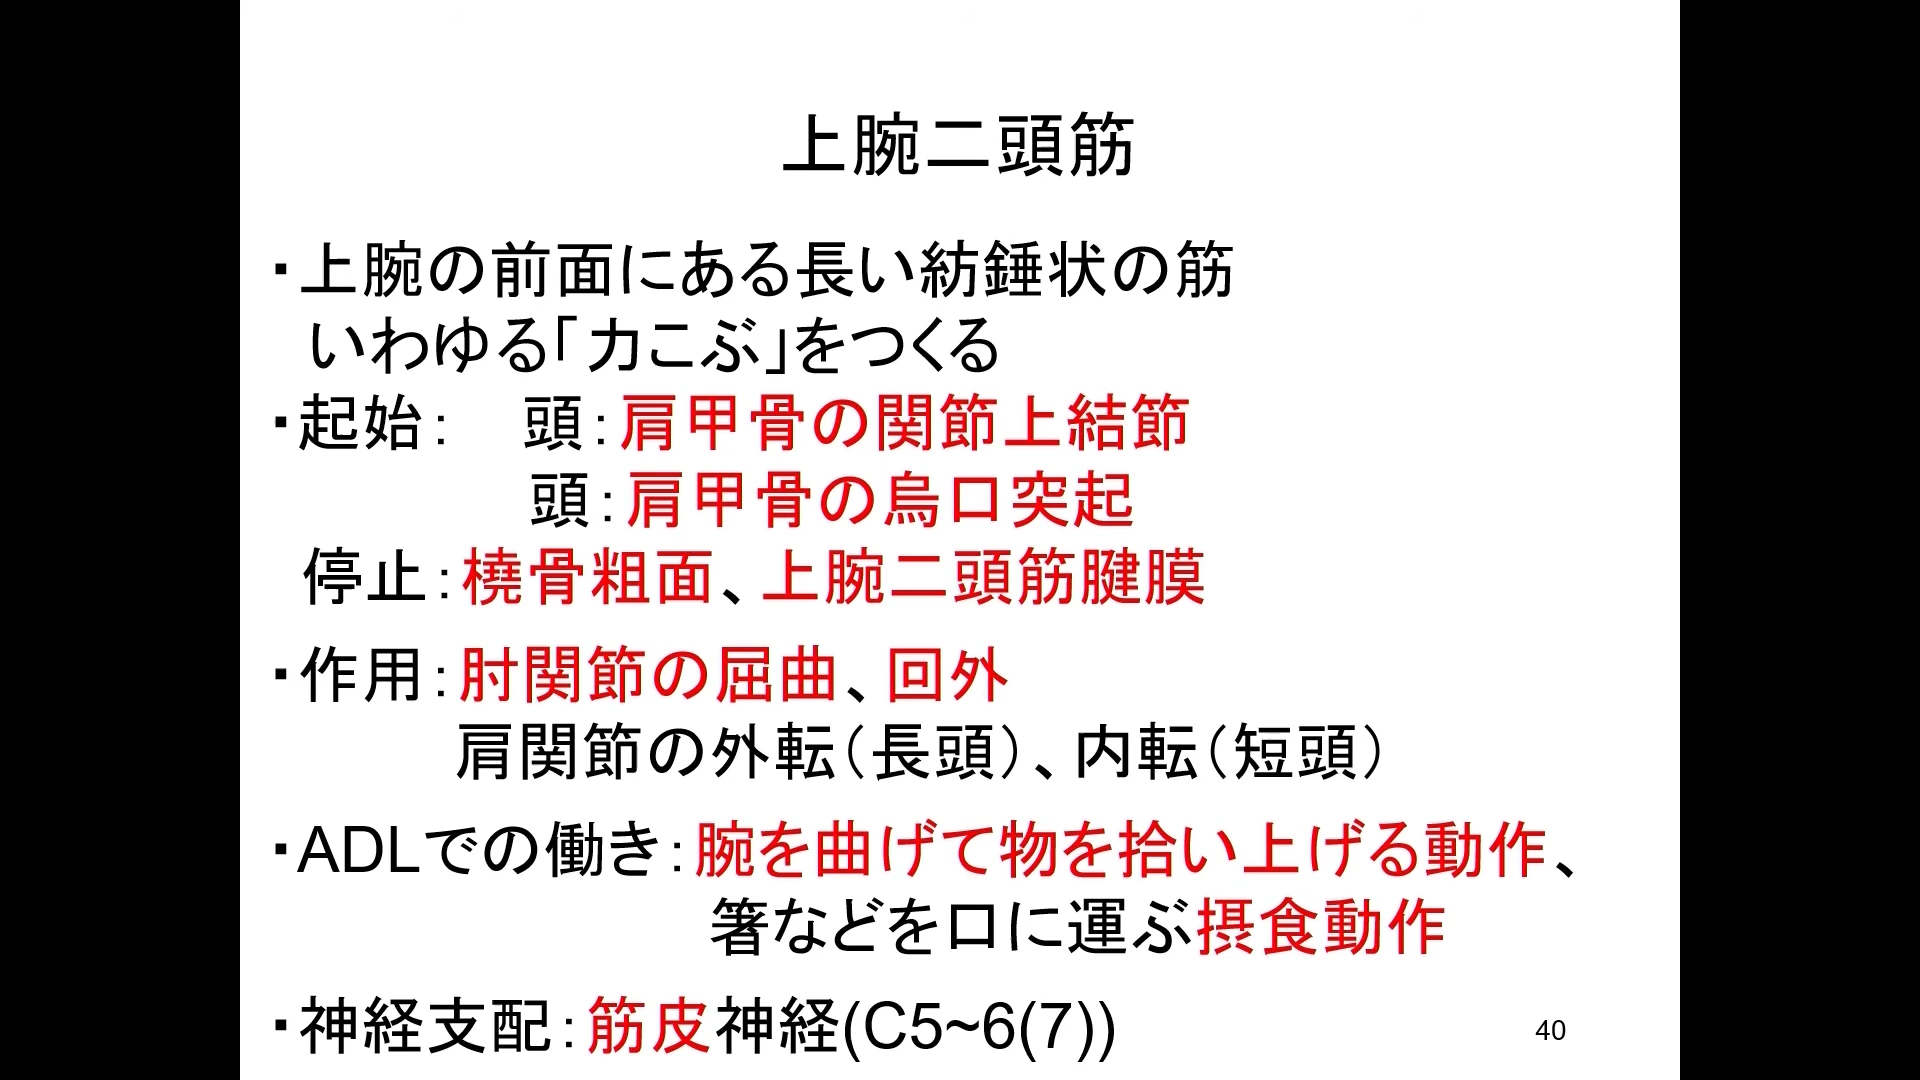 上腕二頭筋
・上腕の前面にある長い紡錘状の筋
いわゆる「力こぶ」をつくる
・起始：　頭：肩甲骨の関節上結節
頭：肩甲骨の烏口突起
停止：橈骨粗面、上腕二頭筋腱膜
・作用：肘関節の屈曲、回外
肩関節の外転（長頭）、内転（短頭）
・ADLでの働き：腕を曲げて物を拾い上げる動作、
箸などを口に運ぶ摂食動作
・神経支配：筋皮神経(C5~6(7))
40